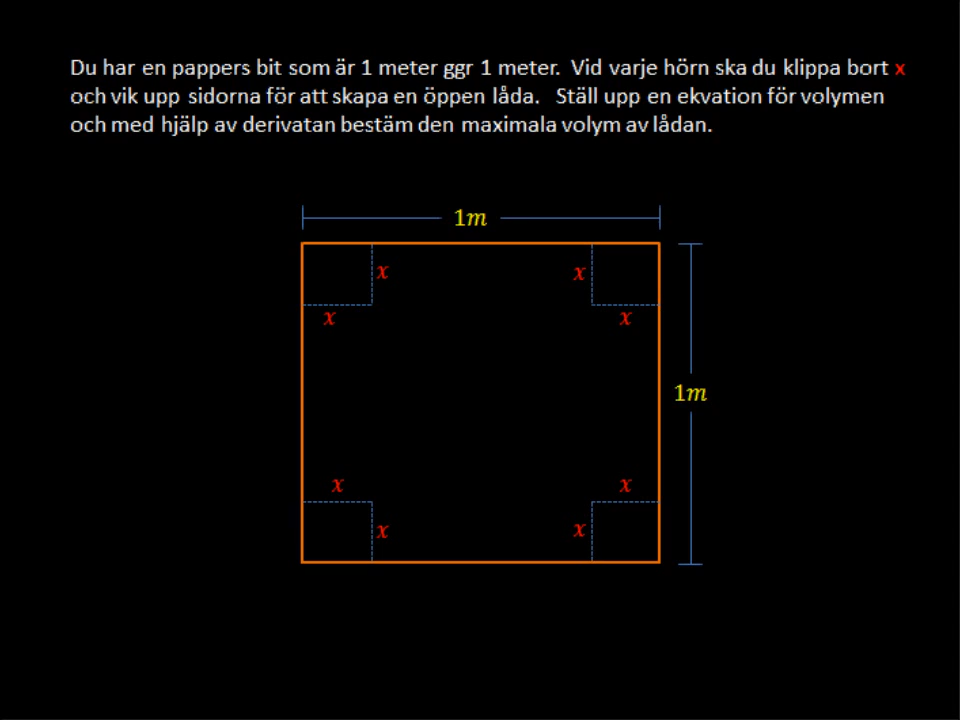 Du har en pappers bit som är 1 meter ggr 1 meter. Vid varje hörn ska du klippa bort x
och vik upp sidorna för att skapa en öppen låda. Ställ upp en ekvation för volymen
och med hjälp av derivatan bestäm den maximala volym av lådan.
1m
x x
x x
1m
x x
x x